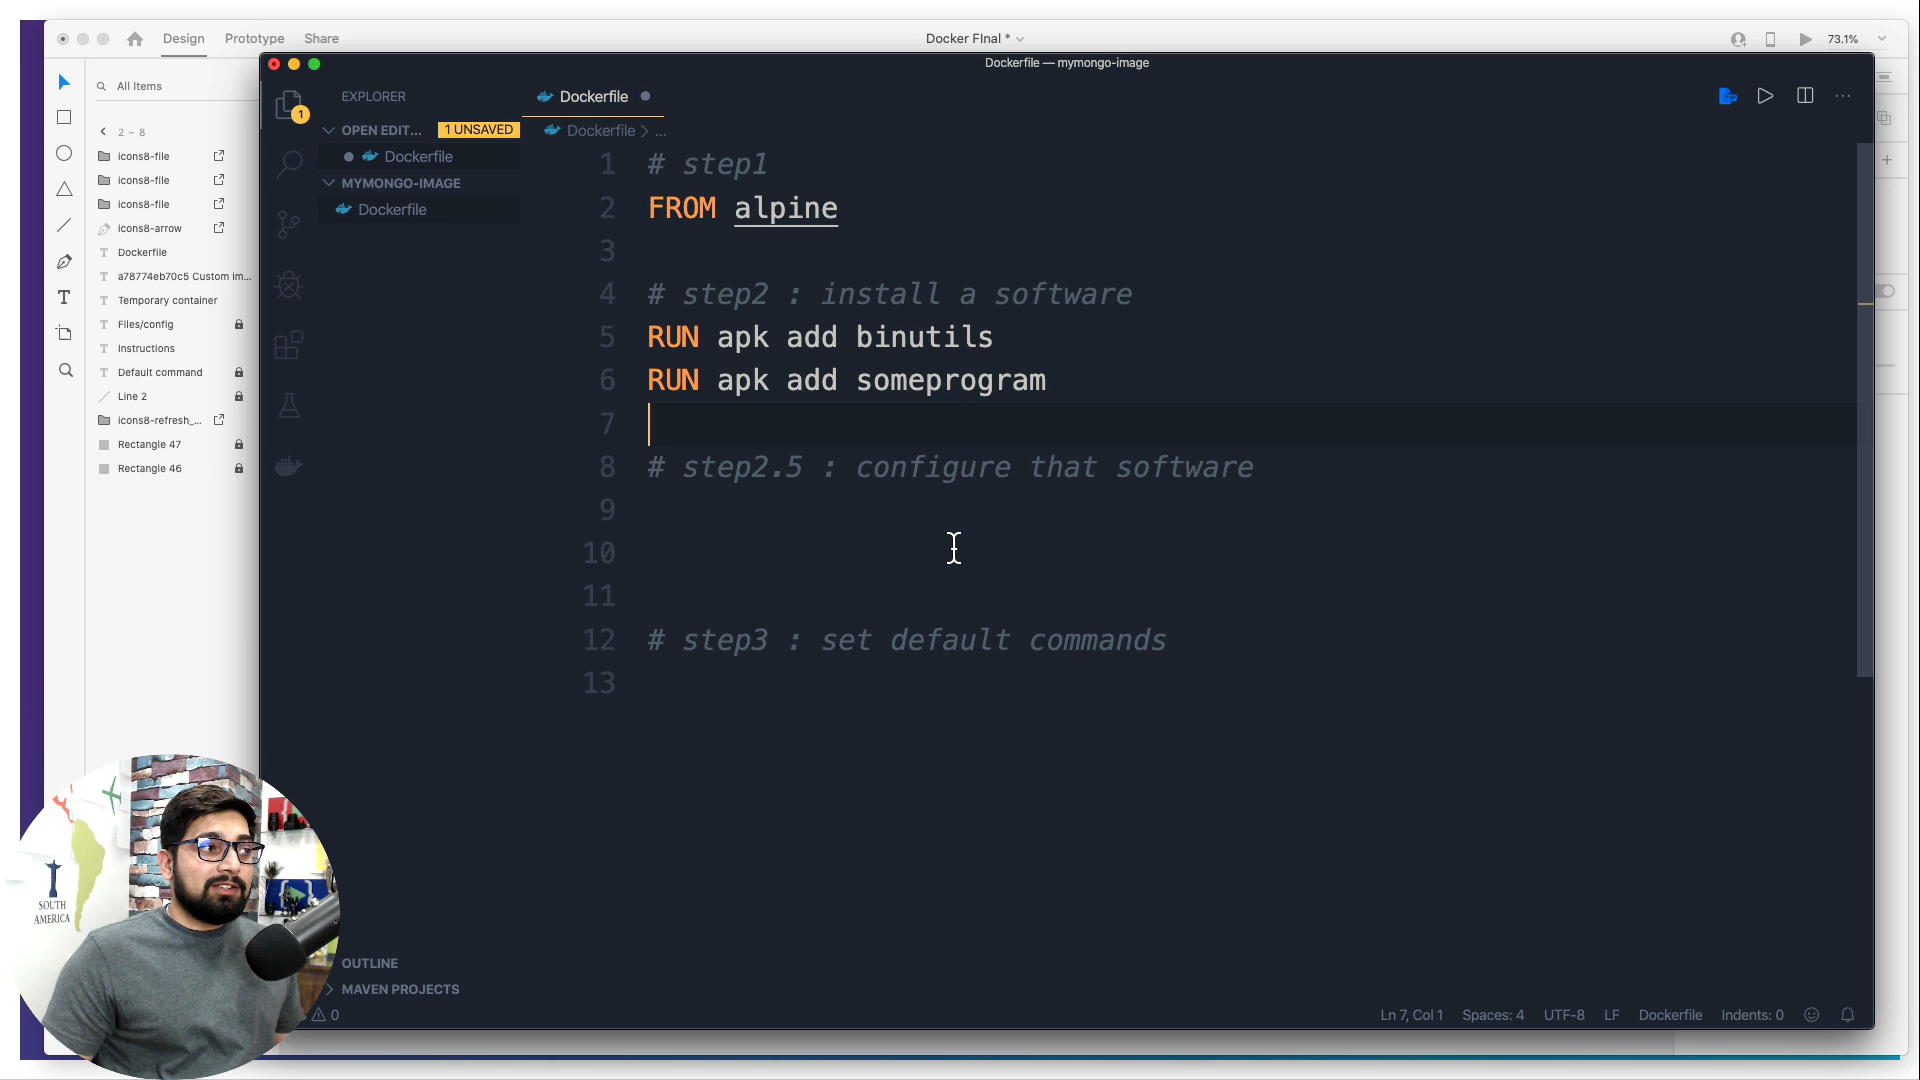 Design
Prototype
Share
Docker FInal *
73.1%
All Items
2 – 8
icons8-file
icons8-file
icons8-file
icons8-arrow
Dockerfile
a78774eb70c5 Custom im...
Temporary container
Files/config
Instructions
Default command
Line 2
icons8-refresh_...
Rectangle 47
Rectangle 46
Dockerfile — mymongo-image
EXPLORER
1
OPEN EDIT...
1 UNSAVED
Dockerfile
MYMONGO-IMAGE
Dockerfile
OUTLINE
MAVEN PROJECTS
0
Dockerfile
Dockerfile > ...
1 # step1
2 FROM alpine
3
4 # step2 : install a software
5 RUN apk add binutils
6 RUN apk add someprogram
7
8 # step2.5 : configure that software
9
10
11
12 # step3 : set default commands
13
Ln 7, Col 1
Spaces: 4
UTF-8
LF
Dockerfile
Indents: 0
SOUTH
AMERICA